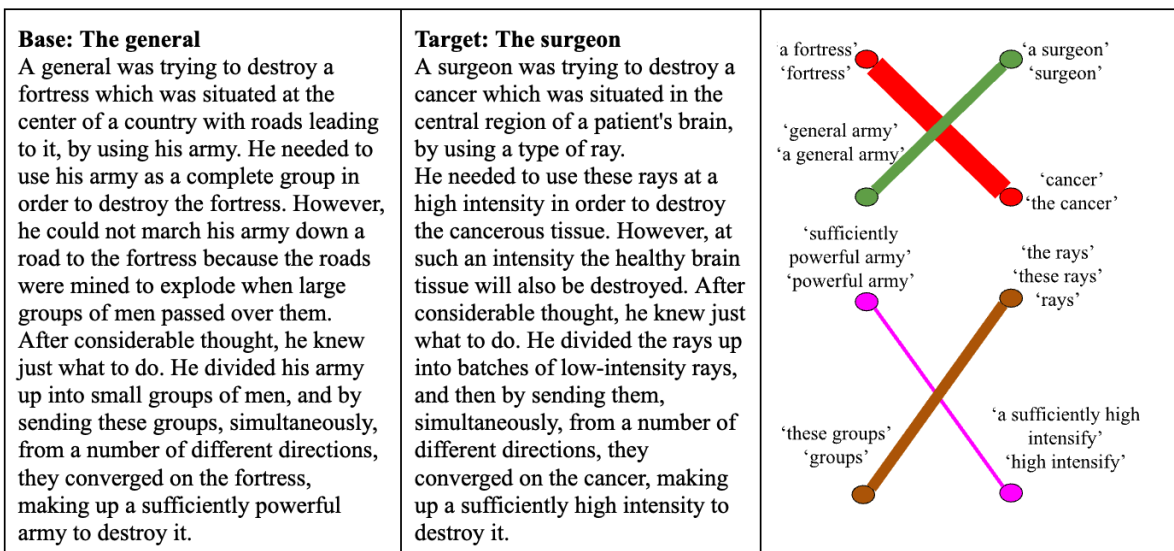 Base: The general
A general was trying to destroy a
fortress which was situated at the
center of a country with roads leading
to it, by using his army. He needed to
use his army as a complete group in
order to destroy the fortress. However,
he could not march his army down a
road to the fortress because the roads
were mined to explode when large
groups of men passed over them.
After considerable thought, he knew
just what to do. He divided his army
up into small groups of men, and by
sending these groups, simultaneously,
from a number of different directions,
they converged on the fortress,
making up a sufficiently powerful
army to destroy it.
Target: The surgeon
A surgeon was trying to destroy a
cancer which was situated in the
central region of a patient's brain,
by using a type of ray.
He needed to use these rays at a
high intensity in order to destroy
the cancerous tissue. However, at
such an intensity the healthy brain
tissue will also be destroyed. After
considerable thought, he knew just
what to do. He divided the rays up
into batches of low-intensity rays,
and then by sending them,
simultaneously, from a number of
different directions, they
converged on the cancer, making
up a sufficiently high intensity to
destroy it.
‘a fortress’
‘fortress’
‘a surgeon’
‘surgeon’
‘general army’
‘a general army’
‘cancer’
‘the cancer’
‘sufficiently
powerful army’
‘powerful army’
‘the rays’
‘these rays’
‘rays’
‘these groups’
‘groups’
‘a sufficiently high
intensify’
‘high intensify’